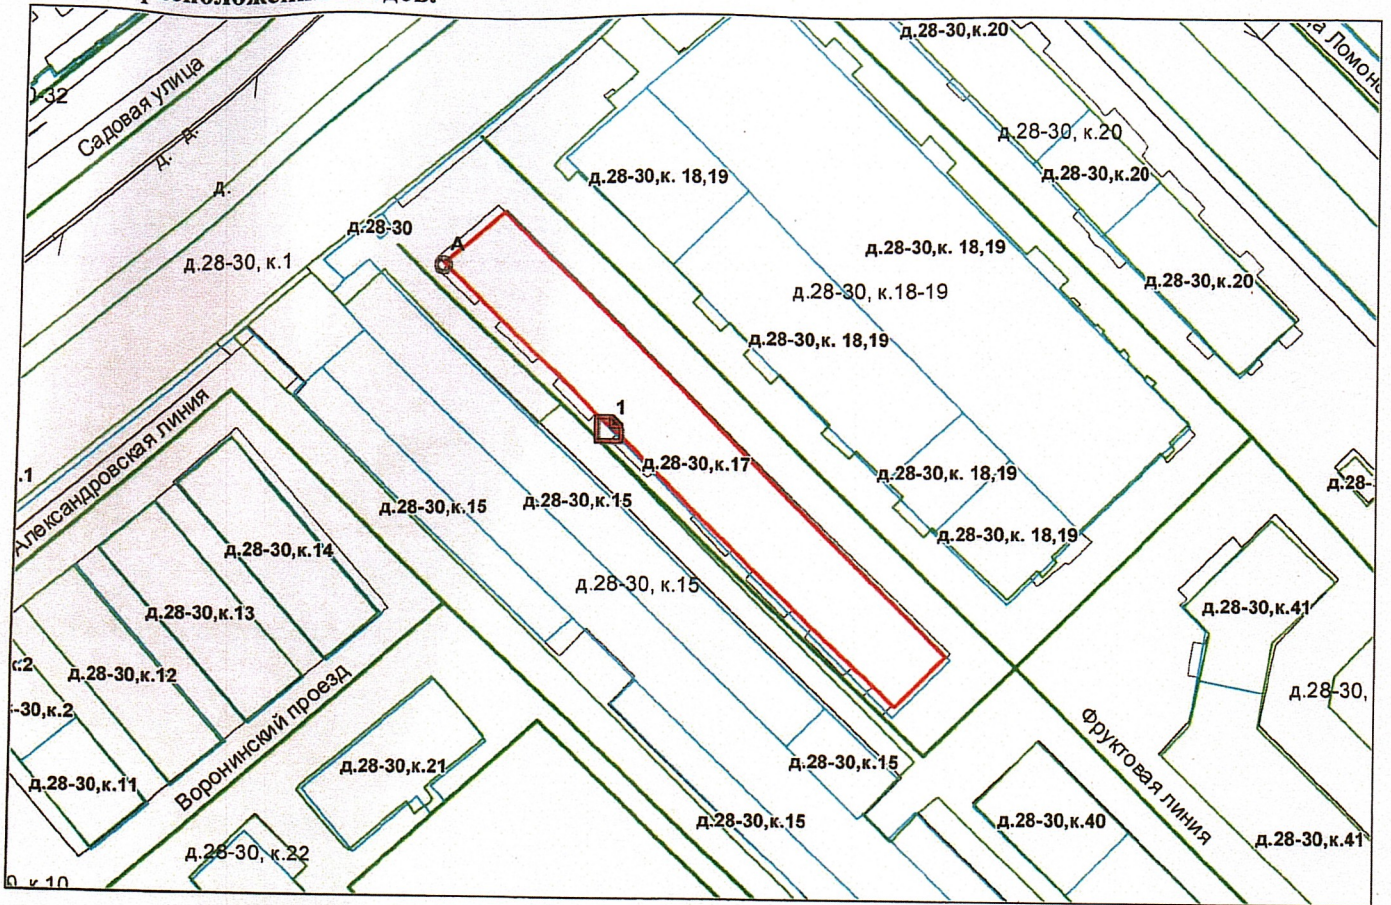 д.28-30,к.20
Садовая улица
д. д.
д.
д.28-30, к.20
д.28-30,к.20
д.28-30,к. 18,19
д.28-30
А
д.28-30, к.1
д.28-30,к. 18,19
д.28-30,к.20
д.28-30, к.18-19
д.28-30,к. 18,19
1
д.28-30,к.17
д.28-30,к. 18,19
Александровская линия
д.28-30,к.15
д.28-30,к.15
д.28-30,к. 18,19
д.28-30,к.14
д.28-30, к.15
д.28-30,к.13
д.28-30,к.41
д.28-30,к.12
д.28-30,
Воронинский проезд
Фруктовая линия
д.28-30,к.21
д.28-30,к.15
д.28-30,к.11
д.28-30,к.15
д.28-30,к.40
д.28-30,к.41
д.28-30, к.22